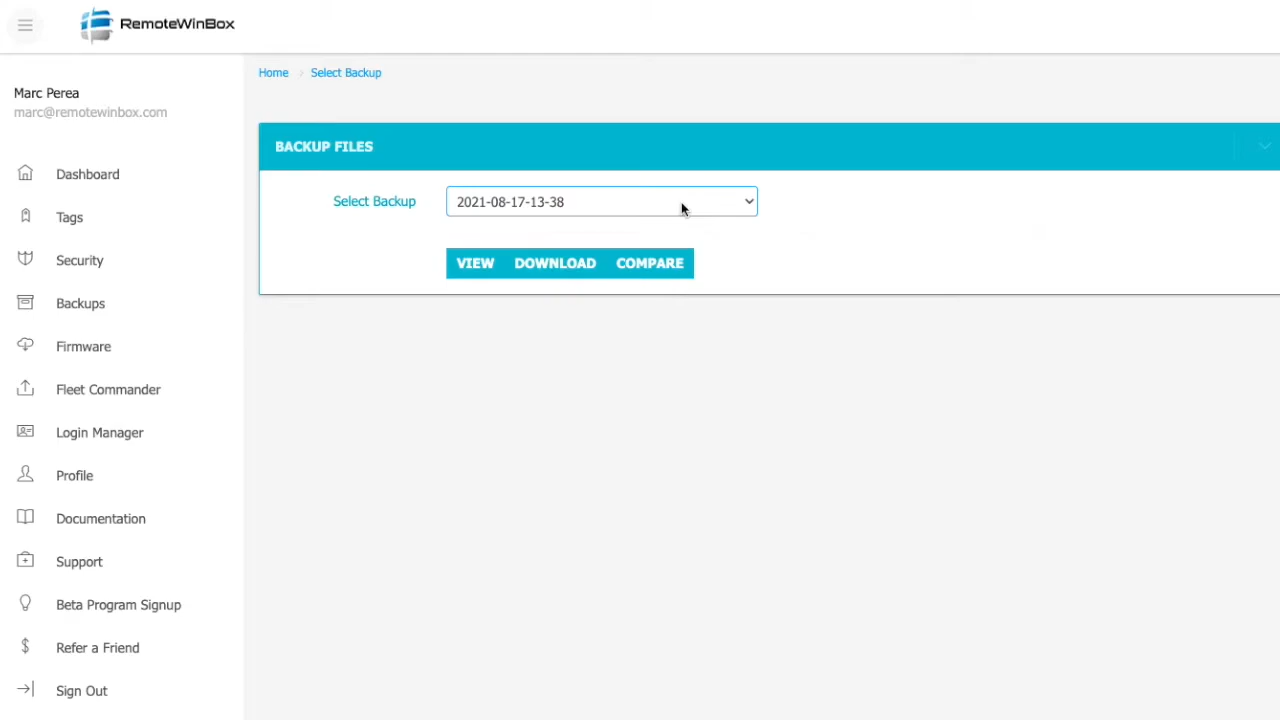 RemoteWinBox
Marc Perea
marc@remotewinbox.com
Dashboard
Tags
Security
Backups
Firmware
Fleet Commander
Login Manager
Profile
Documentation
Support
Beta Program Signup
Refer a Friend
Sign Out
Home > Select Backup
BACKUP FILES
Select Backup 2021-08-17-13-38
VIEW DOWNLOAD COMPARE